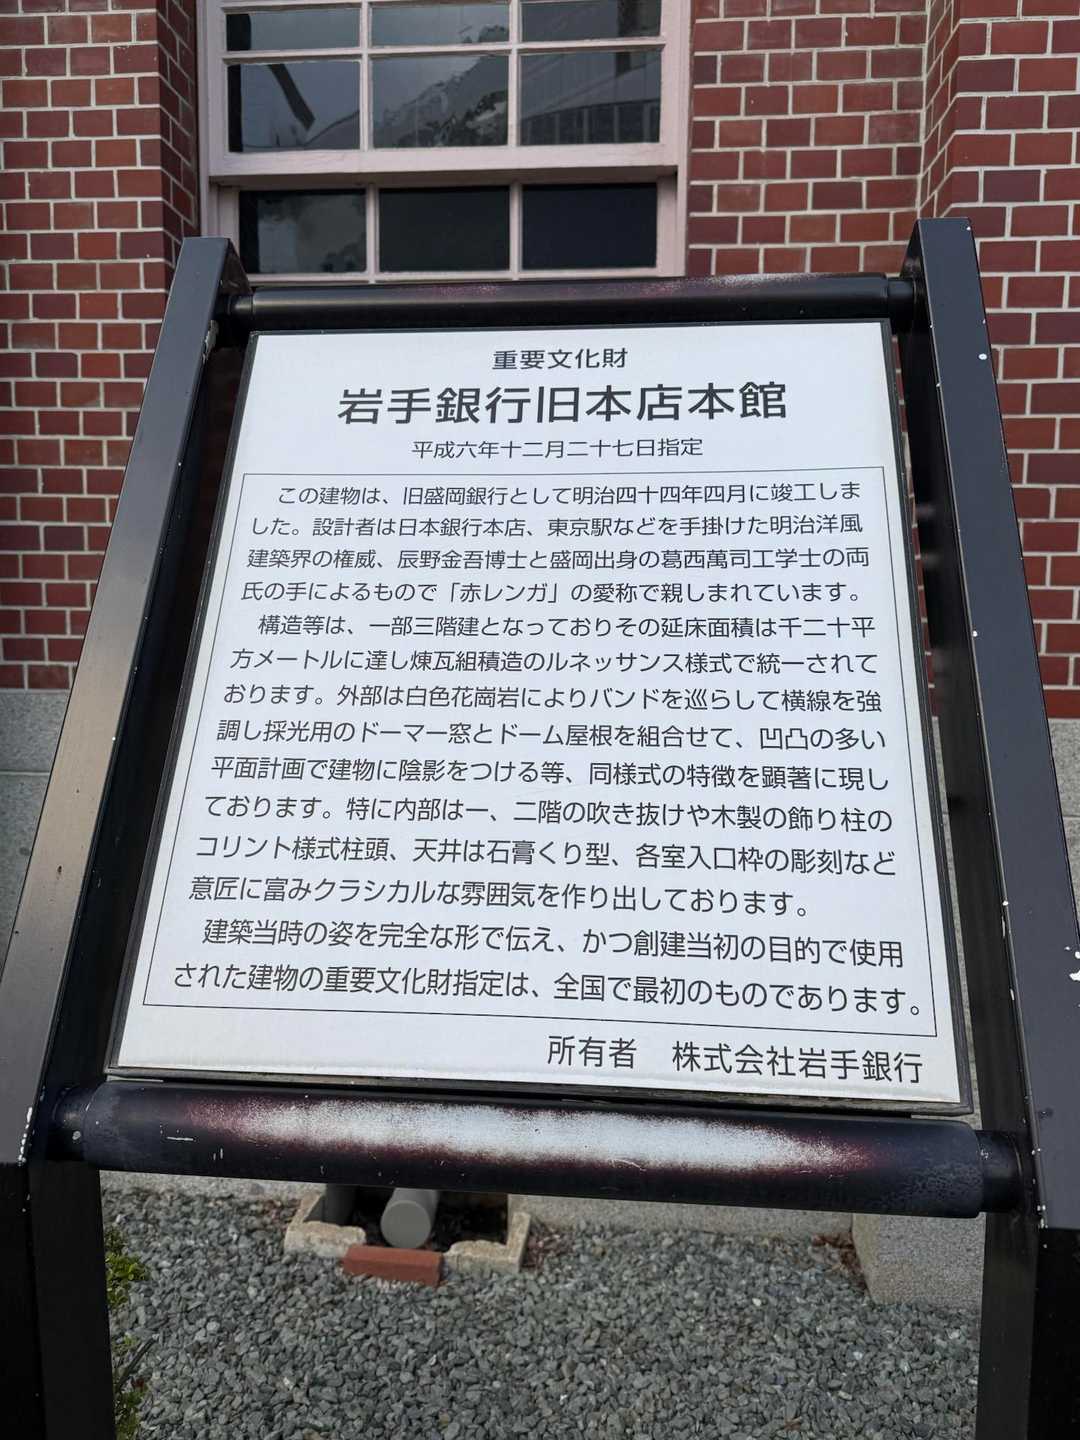 重要文化財
岩手銀行旧本店本館
平成六年十二月二十七日指定
この建物は、旧盛岡銀行として明治四十四年四月に竣工しま
した。設計者は日本銀行本店、東京駅などを手掛けた明治洋風
建築界の権威、辰野金吾博士と盛岡出身の葛西萬司工学士の両
氏の手によるもので「赤レンガ」の愛称で親しまれています。
構造等は、一部三階建となっておりその延床面積は千二十平
方メートルに達し煉瓦組積造のルネッサンス様式で統一されて
おります。外部は白色花崗岩によりバンドを巡らして横線を強
調し採光用のドーマー窓とドーム屋根を組合せて、凹凸の多い
平面計画で建物に陰影をつける等、同様式の特徴を顕著に現し
ております。特に内部は一、二階の吹き抜けや木製の飾り柱の
コリント様式柱頭、天井は石膏くり型、各室入口枠の彫刻など
意匠に富みクラシカルな雰囲気を作り出しております。
建築当時の姿を完全な形で伝え、かつ創建当初の目的で使用
された建物の重要文化財指定は、全国で最初のものであります。
所有者　株式会社岩手銀行